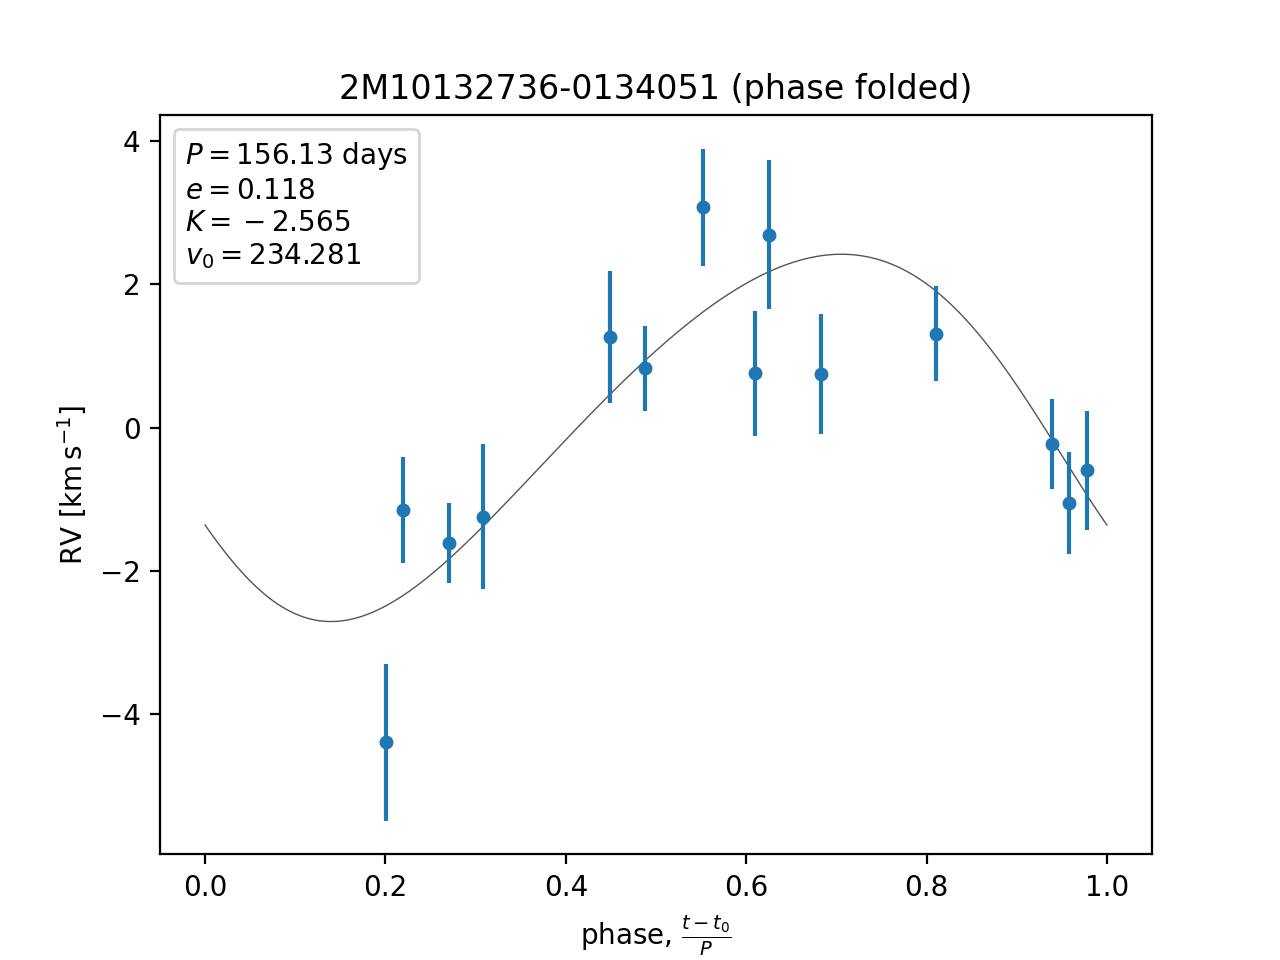 2M10132736-0134051 (phase folded)
P = 156.13 days
e = 0.118
K = −2.565
v₀ = 234.281
4
2
0
−2
−4
RV [km s⁻¹]
0.0 0.2 0.4 0.6 0.8 1.0
phase, (t − t₀)/P